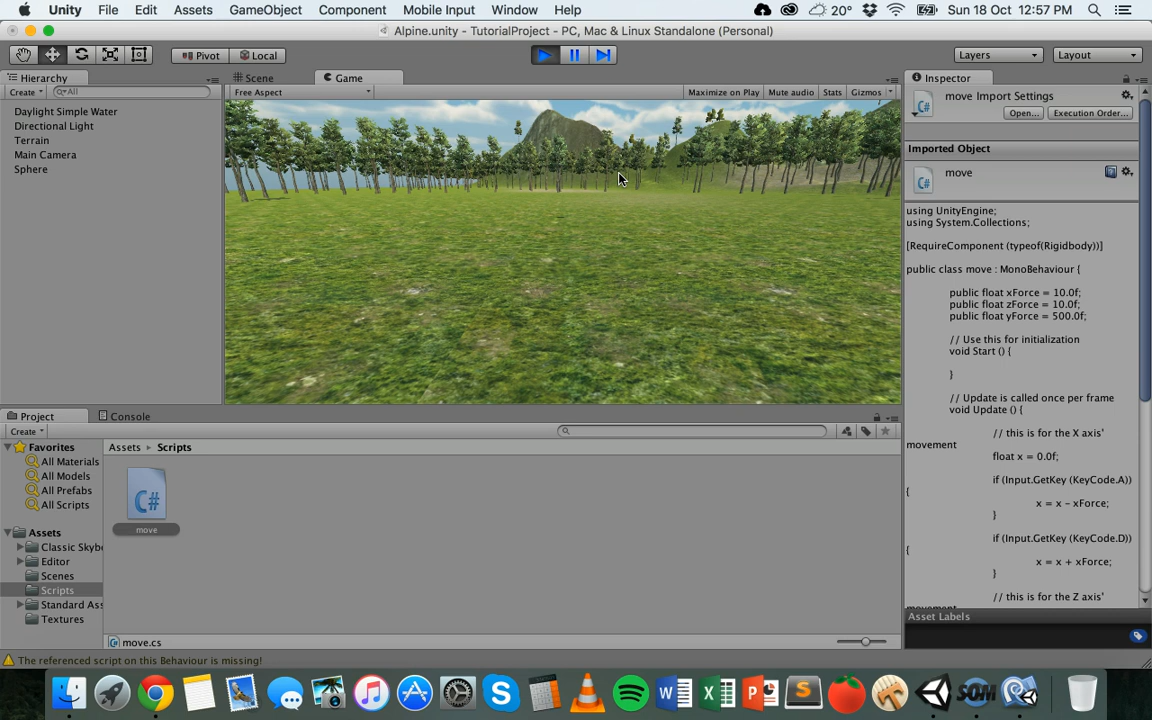 Unity File Edit Assets GameObject Component Mobile Input Window Help 20° Sun 18 Oct 12:57 PM
Alpine.unity - TutorialProject - PC, Mac & Linux Standalone (Personal)
Pivot Local Layers Layout
Hierarchy Scene Game Inspector
Create All Free Aspect Maximize on Play Mute audio Stats Gizmos
move Import Settings
Open... Execution Order...
Daylight Simple Water
Directional Light
Terrain
Main Camera
Sphere
Imported Object
move
using UnityEngine;
using System.Collections;
[RequireComponent (typeof(Rigidbody))]
public class move : MonoBehaviour {
public float xForce = 10.0f;
public float zForce = 10.0f;
public float yForce = 500.0f;
// Use this for initialization
void Start () {
}
// Update is called once per frame
void Update () {
// this is for the X axis'
movement
float x = 0.0f;
if (Input.GetKey (KeyCode.A))
{
x = x - xForce;
}
if (Input.GetKey (KeyCode.D))
{
x = x + xForce;
}
// this is for the Z axis'
movement
Asset Labels
Project Console
Create
Favorites
All Materials
All Models
All Prefabs
All Scripts
Assets
Classic Skybo
Editor
Scenes
Scripts
Standard Ass
Textures
Assets Scripts
C#
move
move.cs
The referenced script on this Behaviour is missing!
W X P S SOM